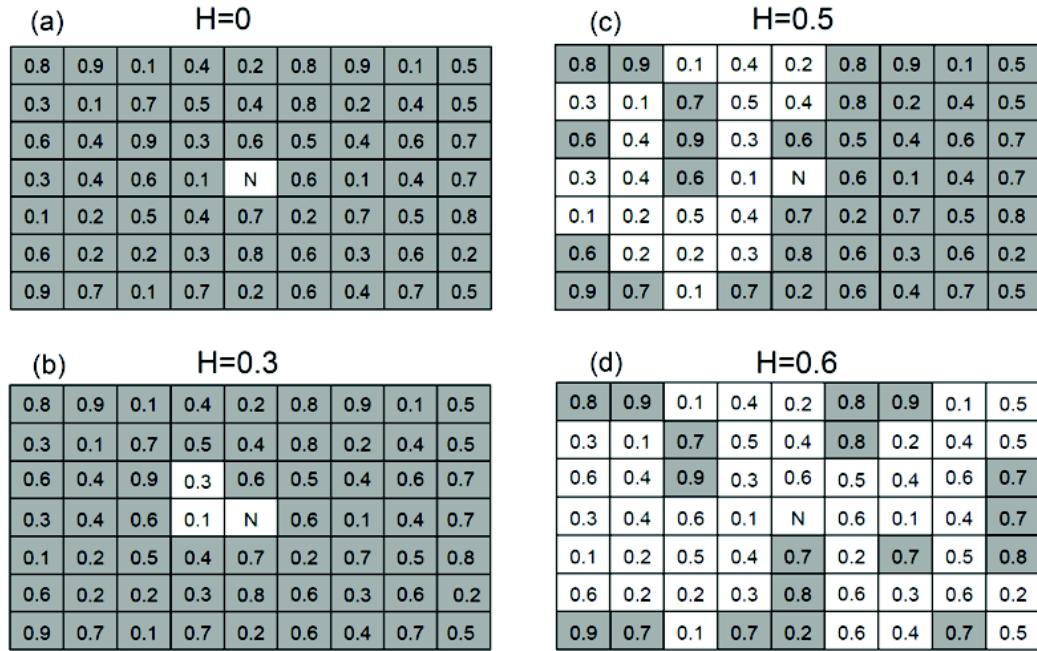 (a) H=0
0.8 0.9 0.1 0.4 0.2 0.8 0.9 0.1 0.5
0.3 0.1 0.7 0.5 0.4 0.8 0.2 0.4 0.5
0.6 0.4 0.9 0.3 0.6 0.5 0.4 0.6 0.7
0.3 0.4 0.6 0.1 N 0.6 0.1 0.4 0.7
0.1 0.2 0.5 0.4 0.7 0.2 0.7 0.5 0.8
0.6 0.2 0.2 0.3 0.8 0.6 0.3 0.6 0.2
0.9 0.7 0.1 0.7 0.2 0.6 0.4 0.7 0.5
(b) H=0.3
0.8 0.9 0.1 0.4 0.2 0.8 0.9 0.1 0.5
0.3 0.1 0.7 0.5 0.4 0.8 0.2 0.4 0.5
0.6 0.4 0.9 0.3 0.6 0.5 0.4 0.6 0.7
0.3 0.4 0.6 0.1 N 0.6 0.1 0.4 0.7
0.1 0.2 0.5 0.4 0.7 0.2 0.7 0.5 0.8
0.6 0.2 0.2 0.3 0.8 0.6 0.3 0.6 0.2
0.9 0.7 0.1 0.7 0.2 0.6 0.4 0.7 0.5
(c) H=0.5
0.8 0.9 0.1 0.4 0.2 0.8 0.9 0.1 0.5
0.3 0.1 0.7 0.5 0.4 0.8 0.2 0.4 0.5
0.6 0.4 0.9 0.3 0.6 0.5 0.4 0.6 0.7
0.3 0.4 0.6 0.1 N 0.6 0.1 0.4 0.7
0.1 0.2 0.5 0.4 0.7 0.2 0.7 0.5 0.8
0.6 0.2 0.2 0.3 0.8 0.6 0.3 0.6 0.2
0.9 0.7 0.1 0.7 0.2 0.6 0.4 0.7 0.5
(d) H=0.6
0.8 0.9 0.1 0.4 0.2 0.8 0.9 0.1 0.5
0.3 0.1 0.7 0.5 0.4 0.8 0.2 0.4 0.5
0.6 0.4 0.9 0.3 0.6 0.5 0.4 0.6 0.7
0.3 0.4 0.6 0.1 N 0.6 0.1 0.4 0.7
0.1 0.2 0.5 0.4 0.7 0.2 0.7 0.5 0.8
0.6 0.2 0.2 0.3 0.8 0.6 0.3 0.6 0.2
0.9 0.7 0.1 0.7 0.2 0.6 0.4 0.7 0.5